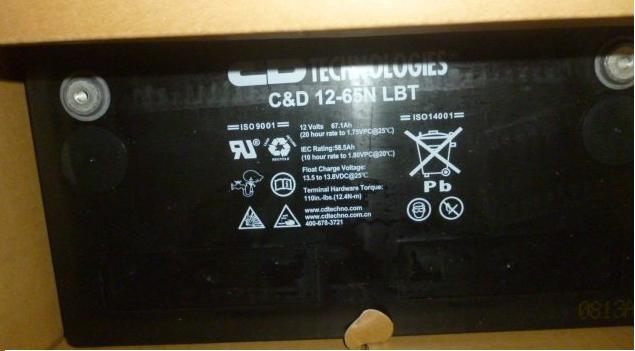 C&D TECHNOLOGIES
C&D 12-65N LBT
ISO9001
12 Volts 67.1Ah
(20 hour rate to 1.75VPC@25℃)
RECYCLE
IEC Rating:58.5Ah
(10 hour rate to 1.80VPC@20℃)
Float Charge Voltage:
13.5 to 13.8VDC@25℃
Terminal Hardware Torque:
110in.-lbs.(12.4N-m)
www.cdtechno.com
www.cdtechno.com.cn
400-678-3721
ISO14001
Pb
0813A